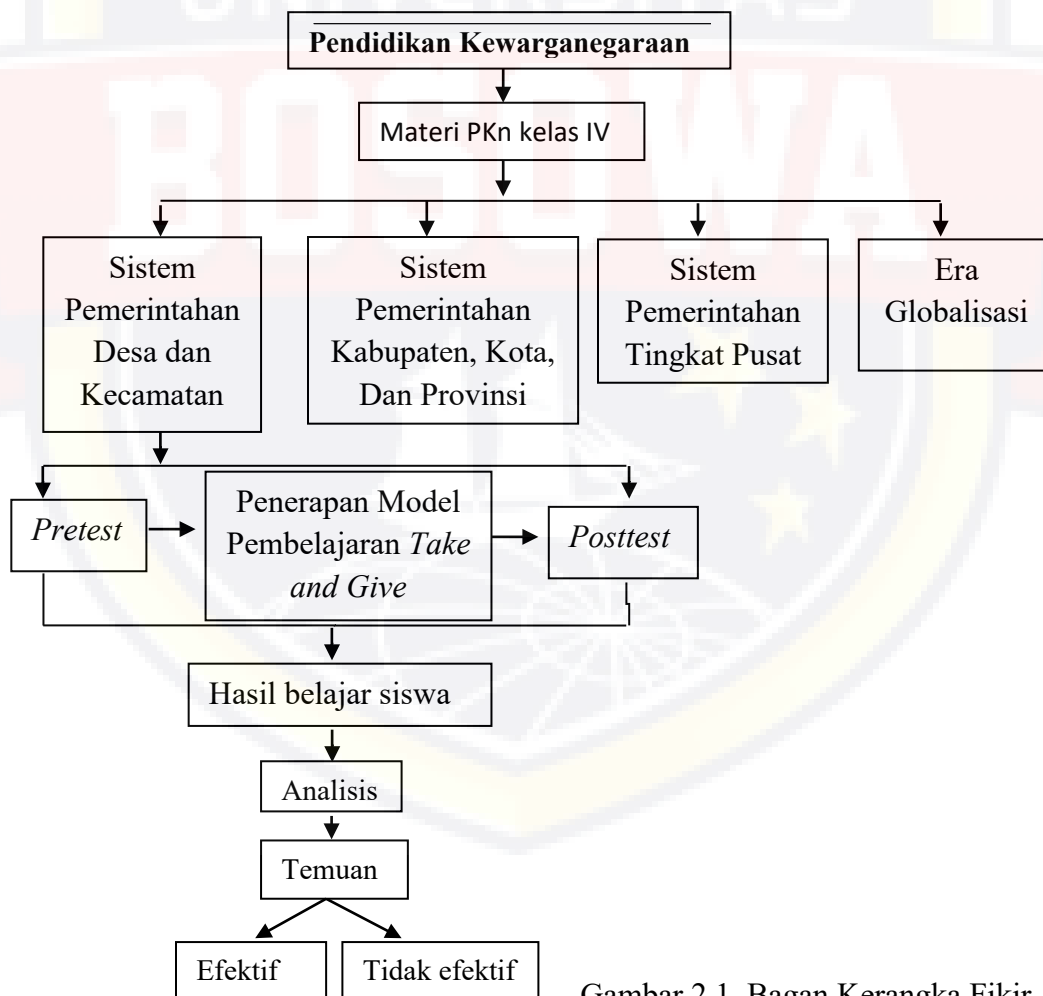 UNIVERSITAS
BOSOWA
Pendidikan Kewarganegaraan
Materi PKn kelas IV
Sistem
Pemerintahan
Desa dan
Kecamatan
Sistem
Pemerintahan
Kabupaten, Kota,
Dan Provinsi
Sistem
Pemerintahan
Tingkat Pusat
Era
Globalisasi
Pretest
Penerapan Model
Pembelajaran Take
and Give
Posttest
Hasil belajar siswa
Analisis
Temuan
Efektif
Tidak efektif
Gambar 2.1. Bagan Kerangka Fikir